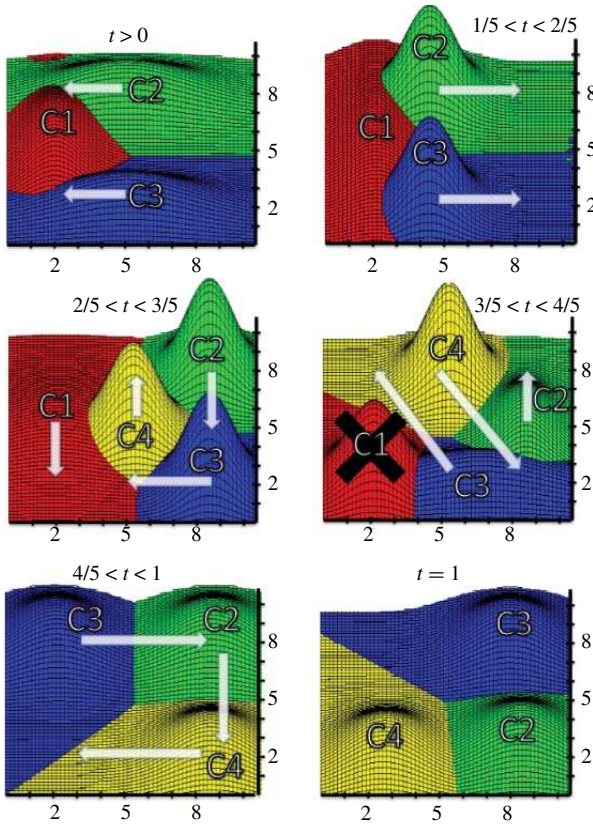 t > 0
C2
C1
C3
8
5
2
2 5 8
1/5 < t < 2/5
C2
C1
C3
8
5
2
2 5 8
2/5 < t < 3/5
C2
C1
C4
C3
8
5
2
2 5 8
3/5 < t < 4/5
C4
C2
C1
C3
8
5
2
2 5 8
4/5 < t < 1
C3 C2
C4
8
5
2
2 5 8
t = 1
C3
C4 C2
8
5
2
2 5 8